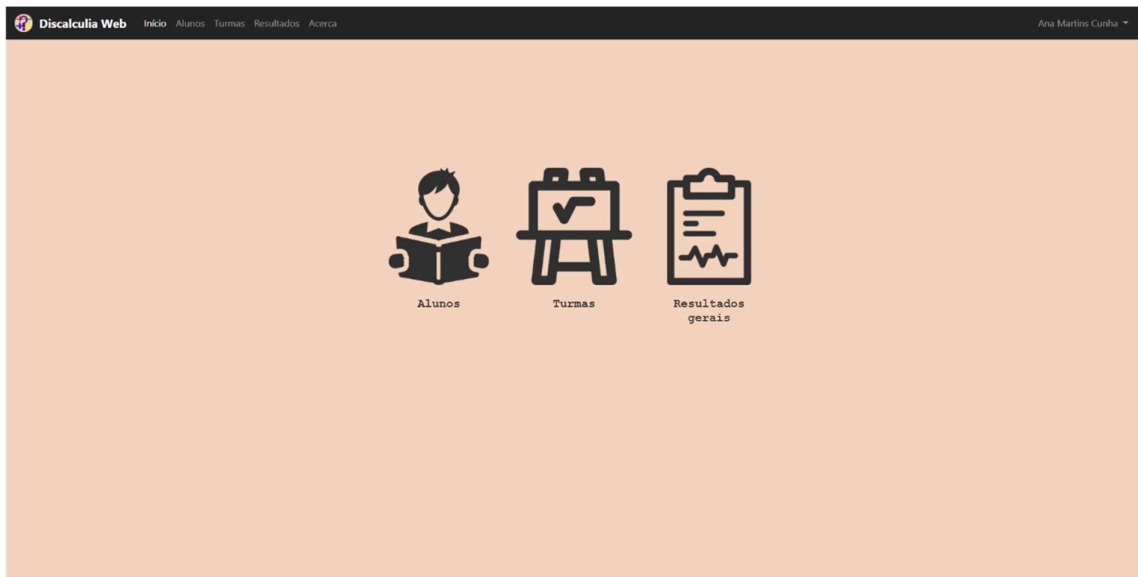 Discalculia Web Início Alunos Turmas Resultados Acerca Ana Martins Cunha
Alunos Turmas Resultados
gerais